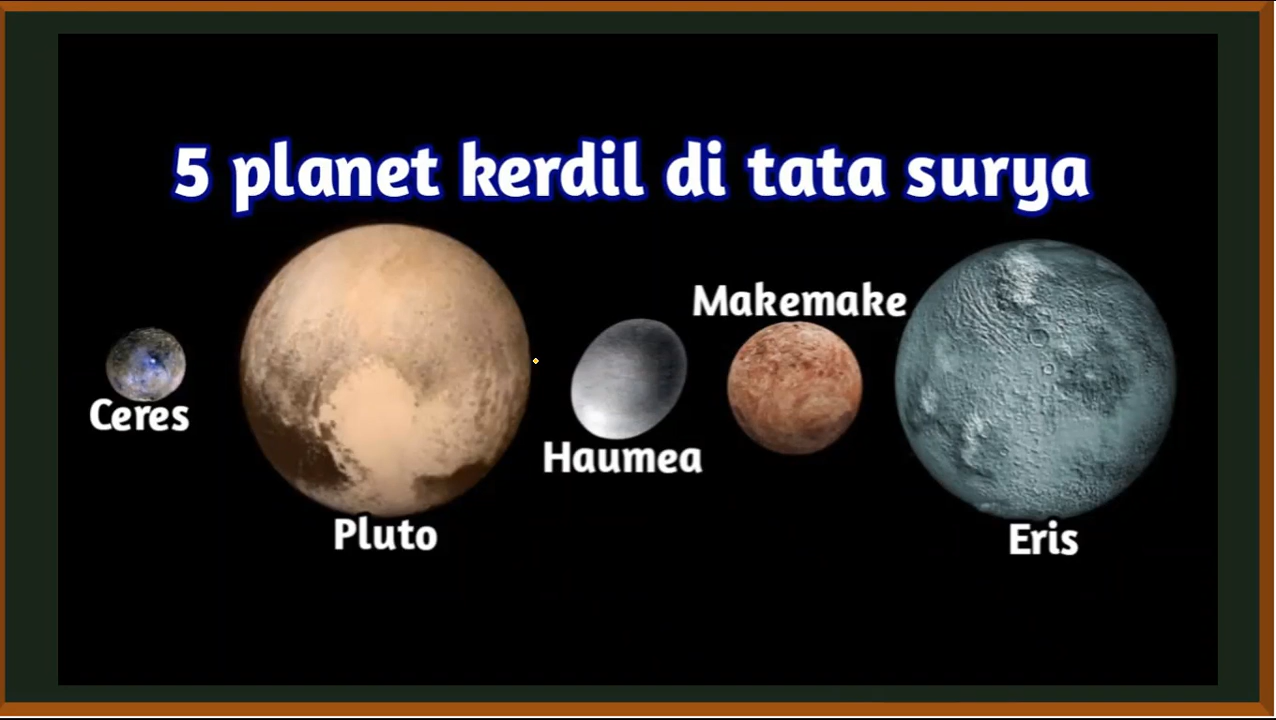 5 planet kerdil di tata surya
Ceres
Pluto
Haumea
Makemake
Eris